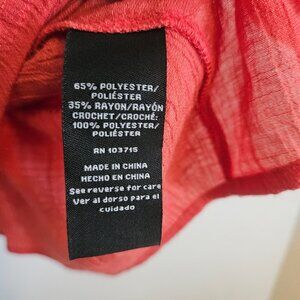 65% POLYESTER/
POLIÉSTER
35% RAYON/RAYÓN
CROCHET/CROCHÉ:
100% POLYESTER/
POLIÉSTER
RN 103715
MADE IN CHINA
HECHO EN CHINA
See reverse for care
Ver al dorso para el
cuidado